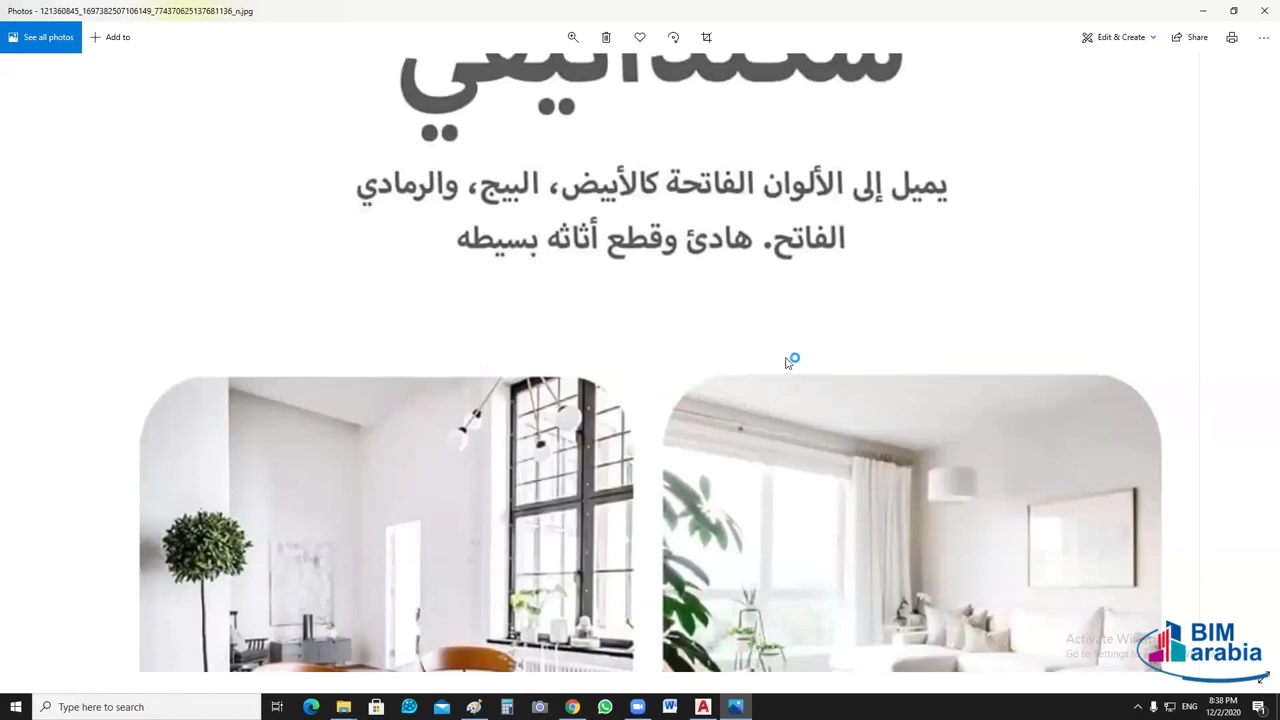 Photos - 121360845_1697382507106149_774370625137681136_n.jpg
See all photos
Add to
Edit & Create
Share
يميل إلى الألوان الفاتحة كالأبيض، البيج، والرمادي
الفاتح. هادئ وقطع أثاثه بسيطه
BIM
arabia
Type here to search
ENG
8:38 PM
12/2/2020
1